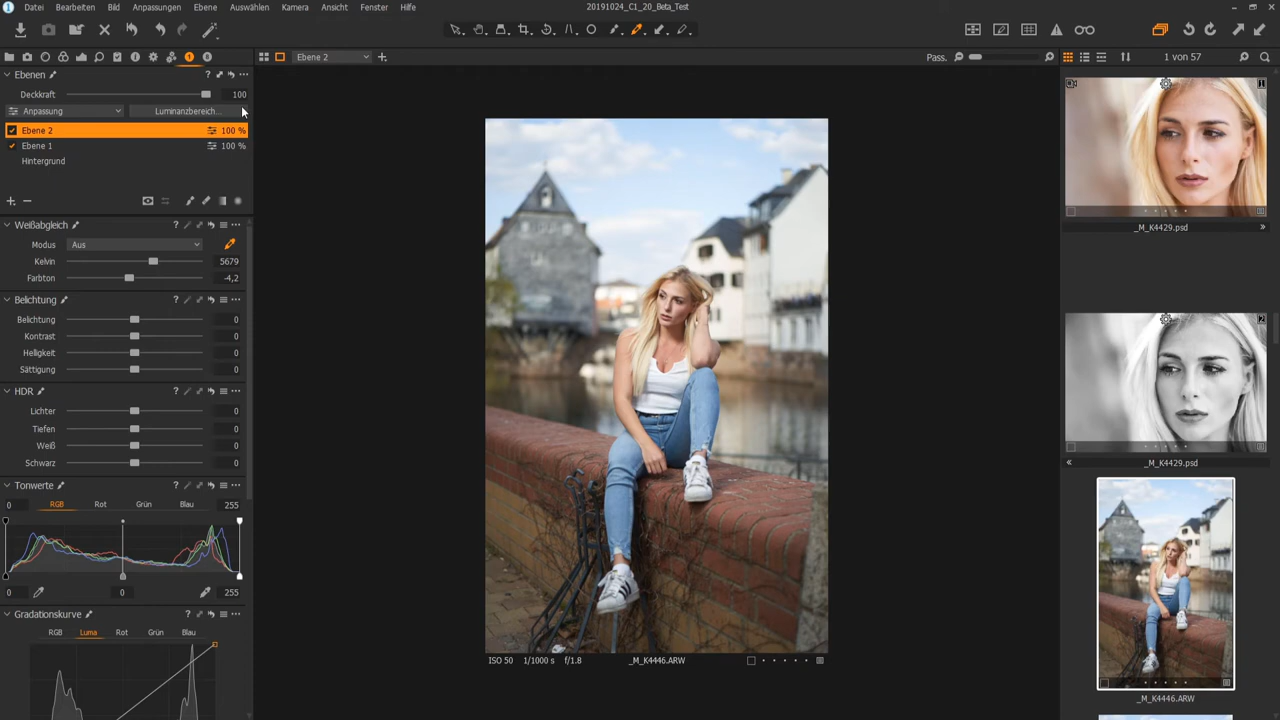 20191024_C1_20_Beta_Test
Datei Bearbeiten Bild Anpassungen Ebene Auswählen Kamera Ansicht Fenster Hilfe
Ebene 2
Pass.
1 von 57
Ebenen
Deckkraft 100
Anpassung Luminanzbereich...
Ebene 2 100 %
Ebene 1 100 %
Hintergrund
Weißabgleich
Modus Aus
Kelvin 5679
Farbton -4,2
Belichtung
Belichtung 0
Kontrast 0
Helligkeit 0
Sättigung 0
HDR
Lichter 0
Tiefen 0
Weiß 0
Schwarz 0
Tonwerte
0 RGB Rot Grün Blau 255
0 0 255
Gradationskurve
RGB Luma Rot Grün Blau
ISO 50 1/1000 s f/1.8 _M_K4446.ARW
1
_M_K4429.psd
2
_M_K4429.psd
_M_K4446.ARW